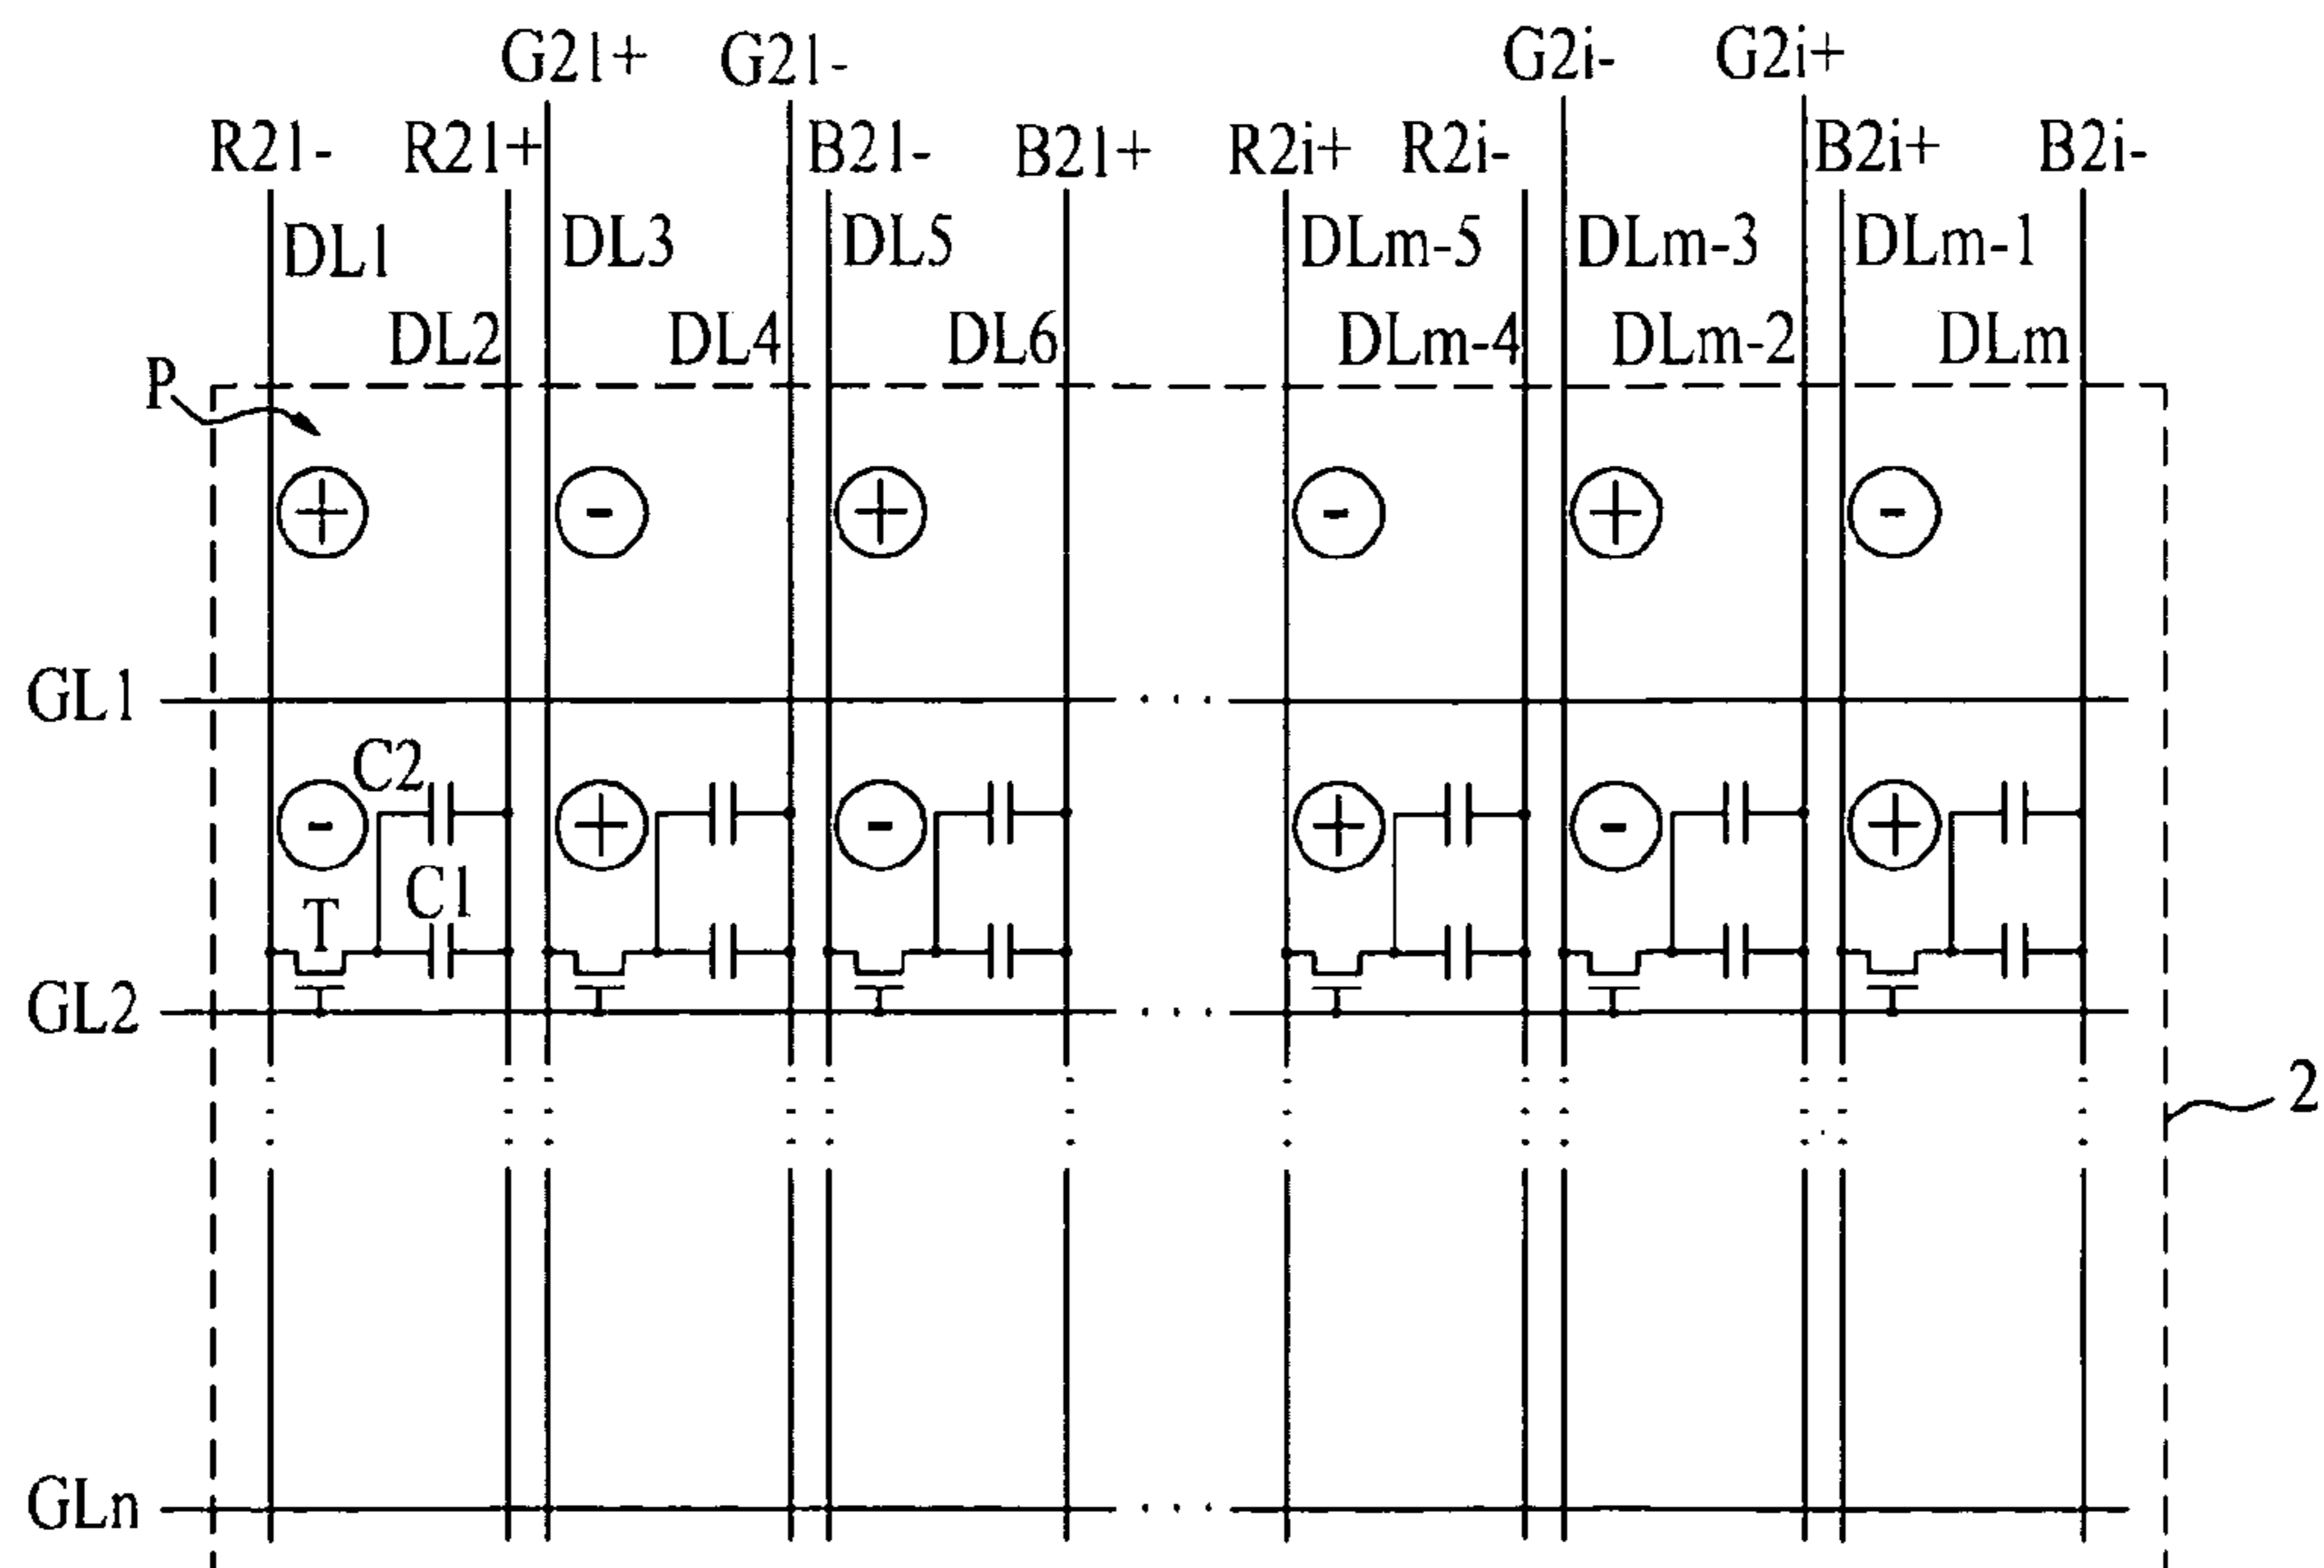 G21+ G21- G2i- G2i+
R21- R21+ B21- B21+ R2i+ R2i- B2i+ B2i-
DL1 DL3 DL5 DLm-5 DLm-3 DLm-1
DL2 DL4 DL6 DLm-4 DLm-2 DLm
P
+ - + - + -
GL1 . . . 
C2
- + - + - +
C1
T
GL2 . . .
2
GLn . . .